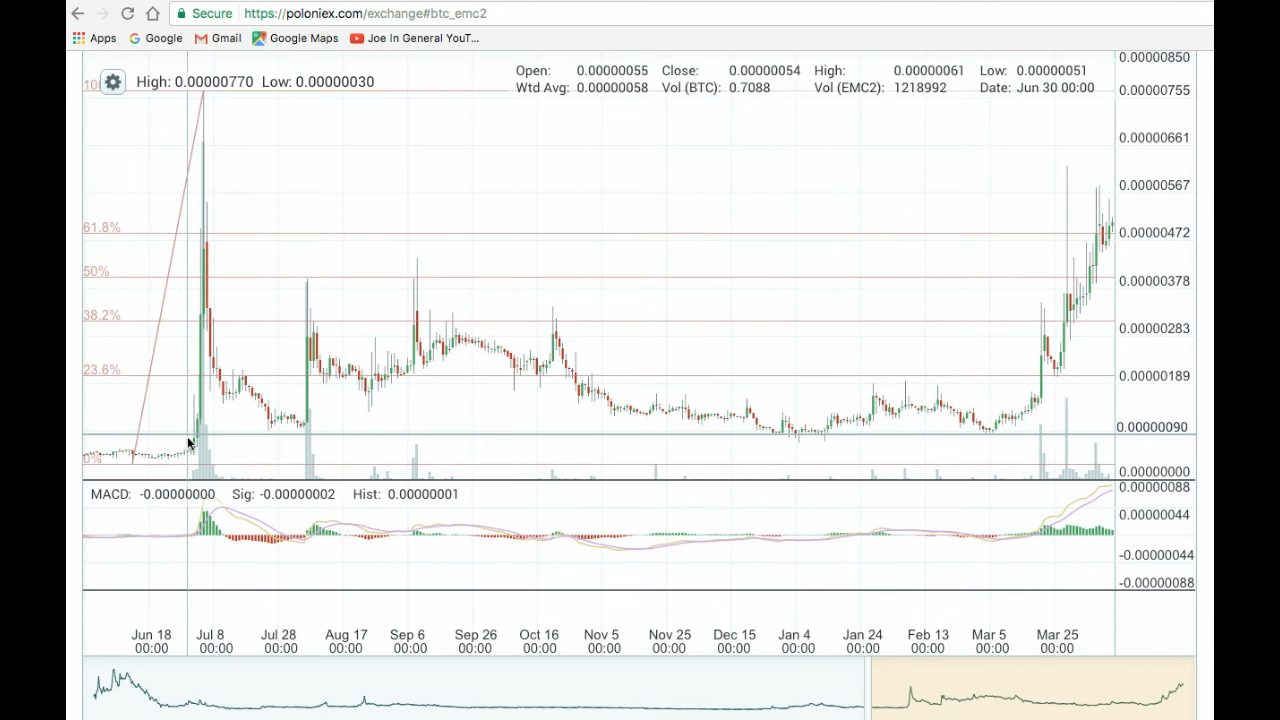 Secure https://poloniex.com/exchange#btc_emc2
Apps Google Gmail Google Maps Joe In General YouT...
High: 0.00000770 Low: 0.00000030
Open: 0.00000055 Close: 0.00000054 High: 0.00000061 Low: 0.00000051
Wtd Avg: 0.00000058 Vol (BTC): 0.7088 Vol (EMC2): 1218992 Date: Jun 30 00:00
0.00000850
0.00000755
0.00000661
0.00000567
61.8%
0.00000472
50%
0.00000378
38.2%
0.00000283
23.6%
0.00000189
0.00000090
0%
0.00000000
MACD: -0.00000000 Sig: -0.00000002 Hist: 0.00000001
0.00000088
0.00000044
-0.00000044
-0.00000088
Jun 18 Jul 8 Jul 28 Aug 17 Sep 6 Sep 26 Oct 16 Nov 5 Nov 25 Dec 15 Jan 4 Jan 24 Feb 13 Mar 5 Mar 25
00:00 00:00 00:00 00:00 00:00 00:00 00:00 00:00 00:00 00:00 00:00 00:00 00:00 00:00 00:00